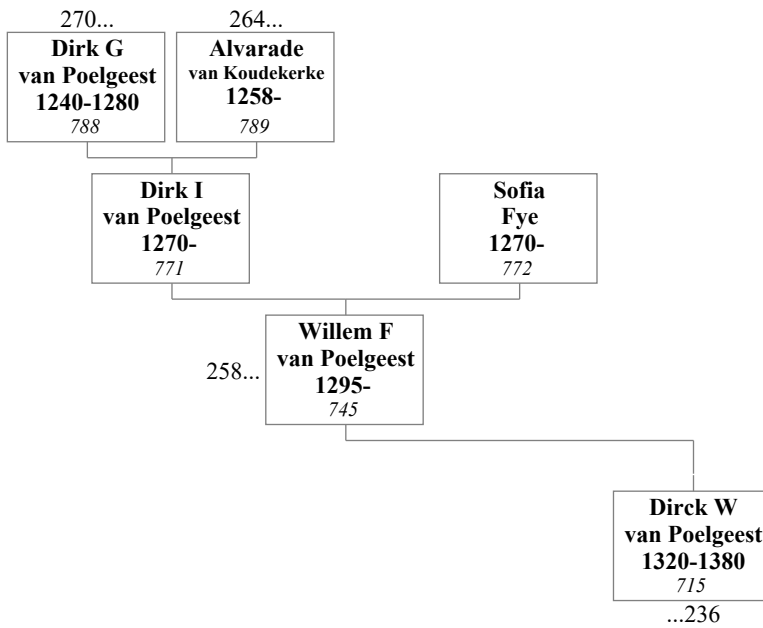 270...
Dirk G
van Poelgeest
1240-1280
788
264...
Alvarade
van Koudekerke
1258-
789
Dirk I
van Poelgeest
1270-
771
Sofia
Fye
1270-
772
258...
Willem F
van Poelgeest
1295-
745
Dirck W
van Poelgeest
1320-1380
715
...236